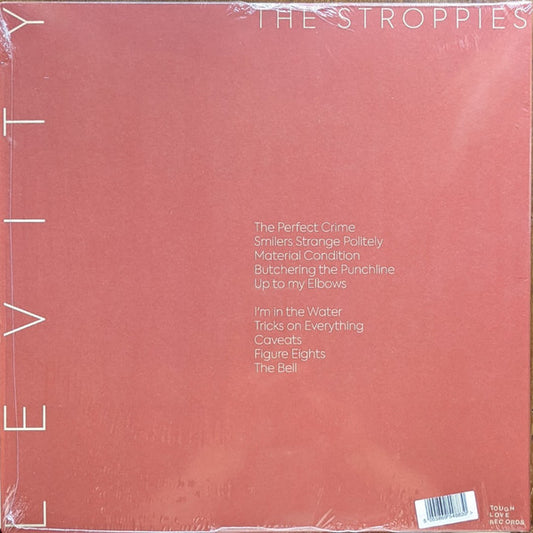 THE STROPPIES
LEVITY
The Perfect Crime
Smilers Strange Politely
Material Condition
Butchering the Punchline
Up to my Elbows
I'm in the Water
Tricks on Everything
Caveats
Figure Eights
The Bell
TOUGH
LOVE
RECORDS